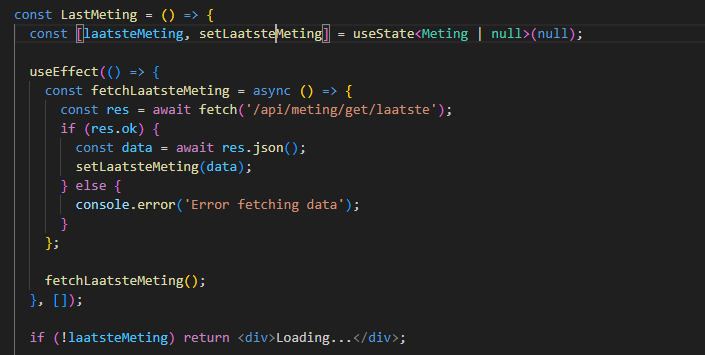 const LastMeting = () => {
const [laatsteMeting, setLaatsteMeting] = useState<Meting | null>(null);
useEffect(() => {
const fetchLaatsteMeting = async () => {
const res = await fetch('/api/meting/get/laatste');
if (res.ok) {
const data = await res.json();
setLaatsteMeting(data);
} else {
console.error('Error fetching data');
}
};
fetchLaatsteMeting();
}, []);
if (!laatsteMeting) return <div>Loading...</div>;